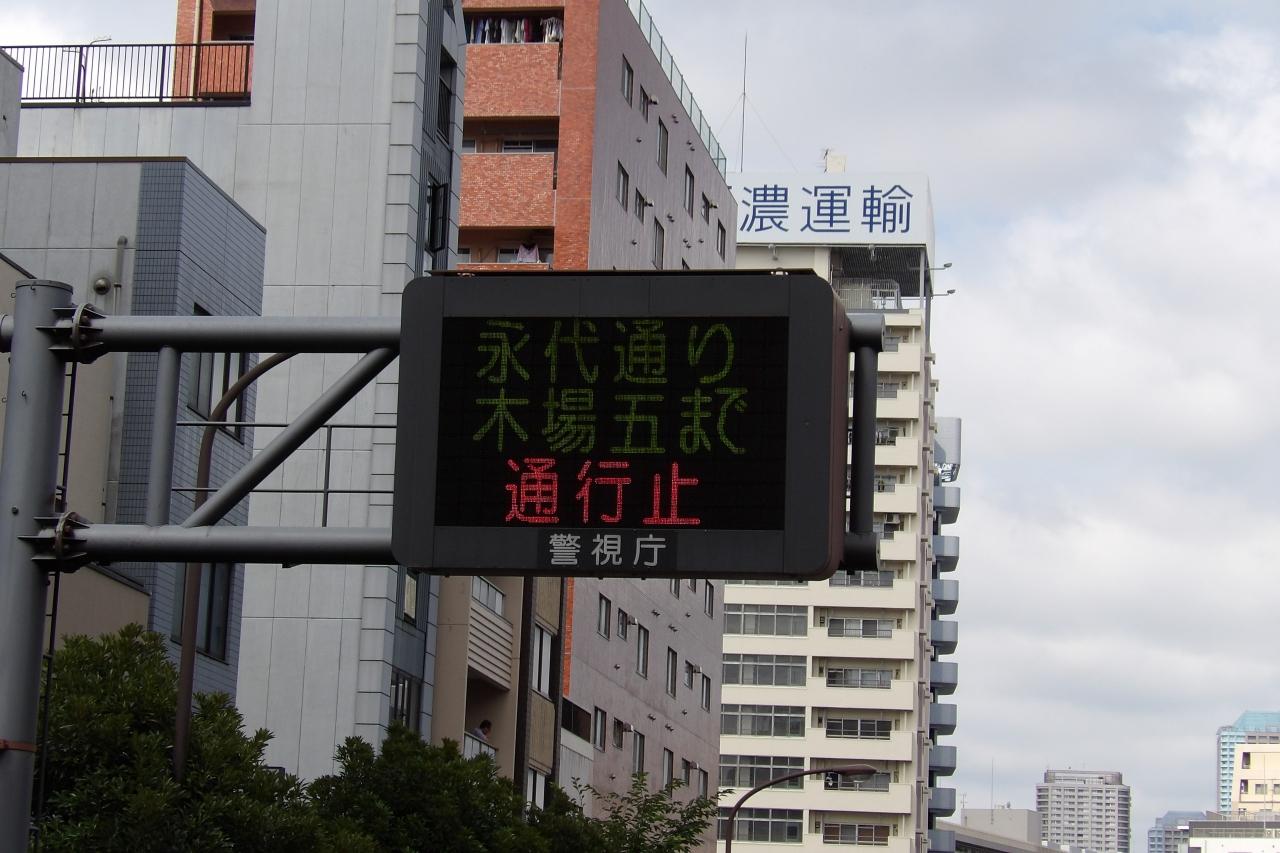 濃運輸
永代通り
木場五まで
通行止
警視庁